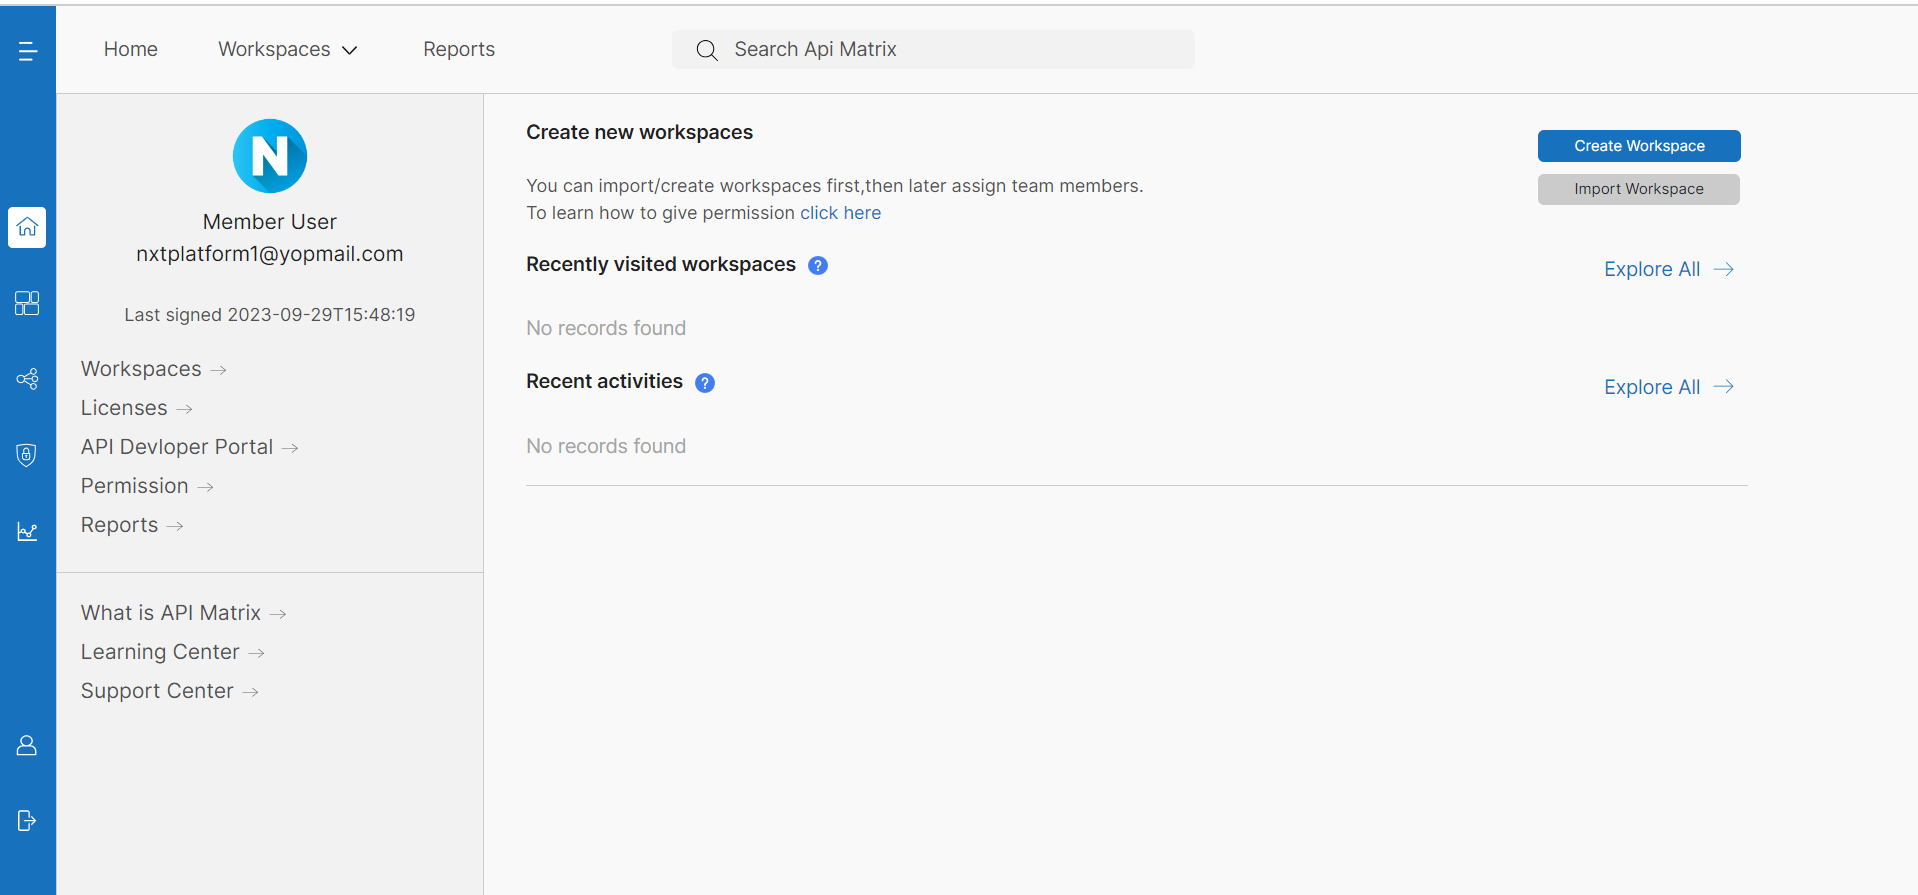 Home Workspaces Reports Search Api Matrix
N
Member User
nxtplatform1@yopmail.com
Last signed 2023-09-29T15:48:19
Workspaces
Licenses
API Devloper Portal
Permission
Reports
What is API Matrix
Learning Center
Support Center
Create new workspaces
You can import/create workspaces first,then later assign team members.
To learn how to give permission click here
Create Workspace
Import Workspace
Recently visited workspaces ?
Explore All
No records found
Recent activities ?
Explore All
No records found